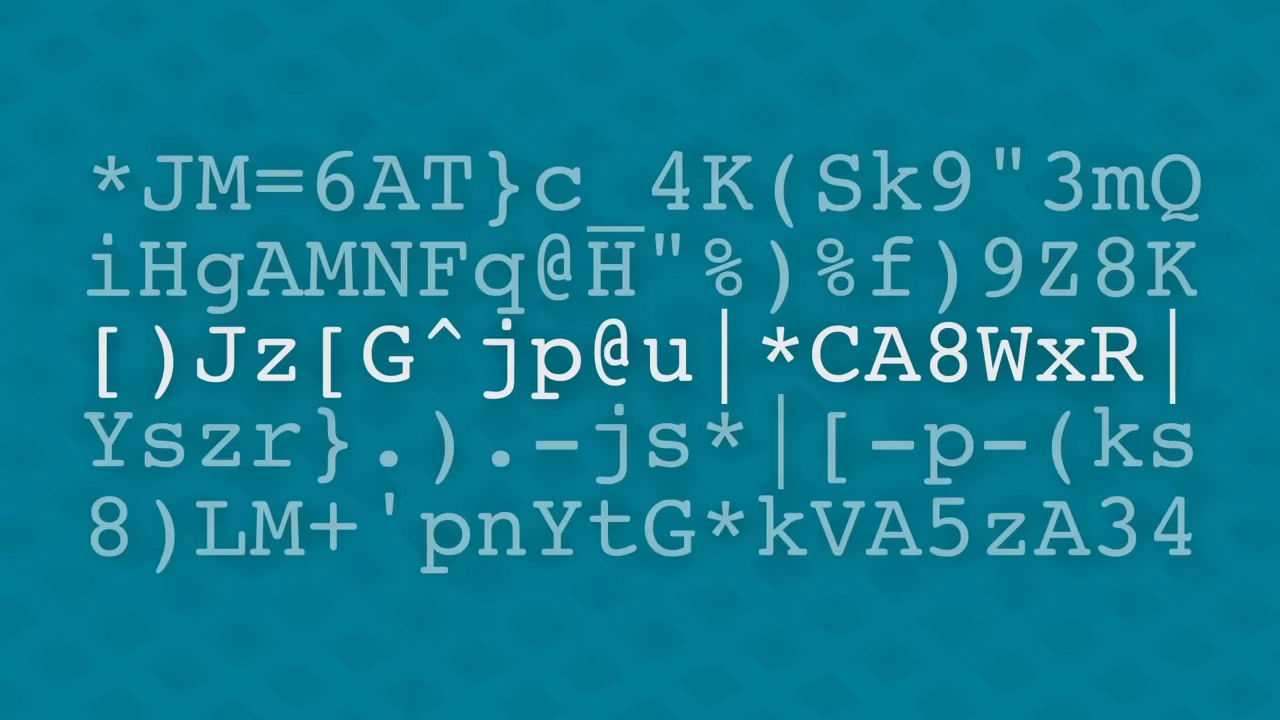 *JM=6AT}c_4K(Sk9"3mQ
iHgAMNFq@H"%)%f)9Z8K
[)Jz[G^jp@u|*CA8WxR|
Yszr}.).-js*|[-p-(ks
8)LM+'pnYtG*kVA5zA34